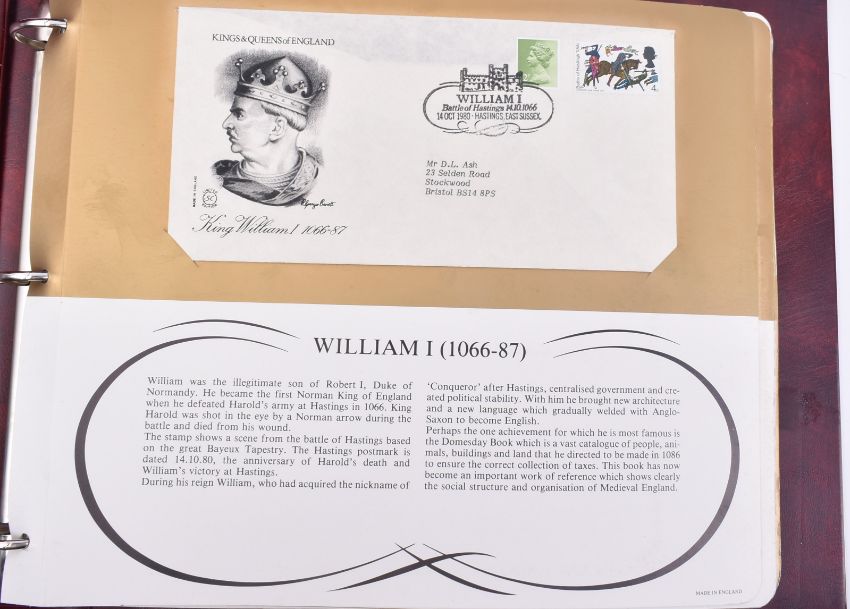 KINGS & QUEENS of ENGLAND
WILLIAM I
Battle of Hastings 14.10.1066
14 OCT 1980 · HASTINGS, EAST SUSSEX.
4d
Mr D.L. Ash
23 Selden Road
Stockwood
Bristol BS14 8PS
MADE IN ENGLAND
King William I 1066-87
WILLIAM I (1066-87)
William was the illegitimate son of Robert I, Duke of
Normandy. He became the first Norman King of England
when he defeated Harold's army at Hastings in 1066. King
Harold was shot in the eye by a Norman arrow during the
battle and died from his wound.
The stamp shows a scene from the battle of Hastings based
on the great Bayeux Tapestry. The Hastings postmark is
dated 14.10.80, the anniversary of Harold's death and
William's victory at Hastings.
During his reign William, who had acquired the nickname of
'Conqueror' after Hastings, centralised government and cre-
ated political stability. With him he brought new architecture
and a new language which gradually welded with Anglo-
Saxon to become English.
Perhaps the one achievement for which he is most famous is
the Domesday Book which is a vast catalogue of people, ani-
mals, buildings and land that he directed to be made in 1086
to ensure the correct collection of taxes. This book has now
become an important work of reference which shows clearly
the social structure and organisation of Medieval England.
MADE IN ENGLAND